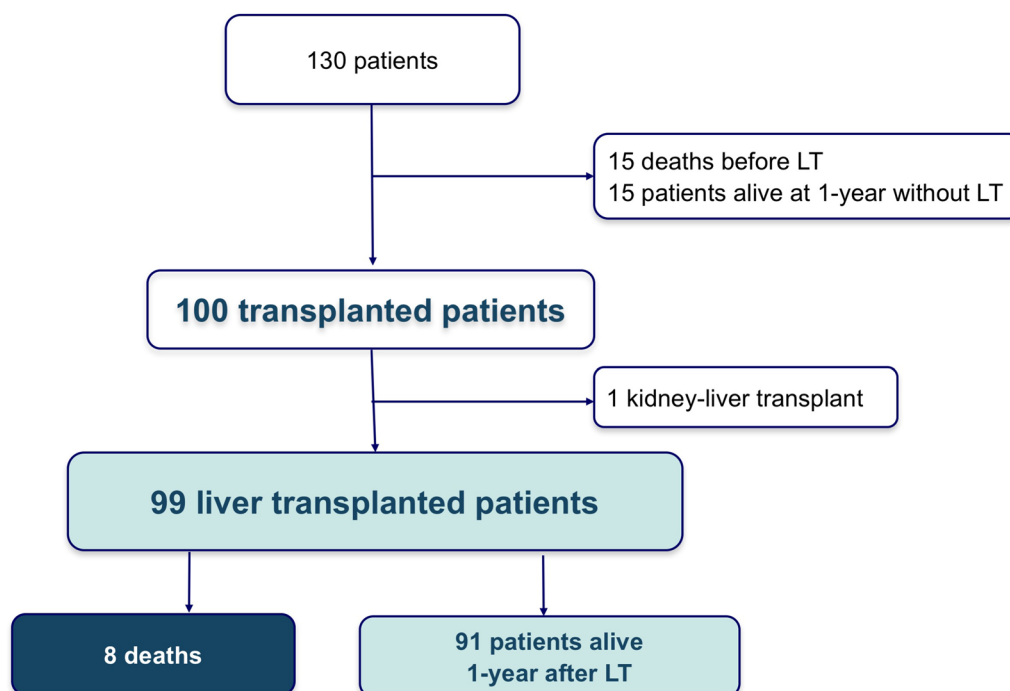 130 patients
15 deaths before LT
15 patients alive at 1-year without LT
100 transplanted patients
1 kidney-liver transplant
99 liver transplanted patients
8 deaths
91 patients alive
1-year after LT